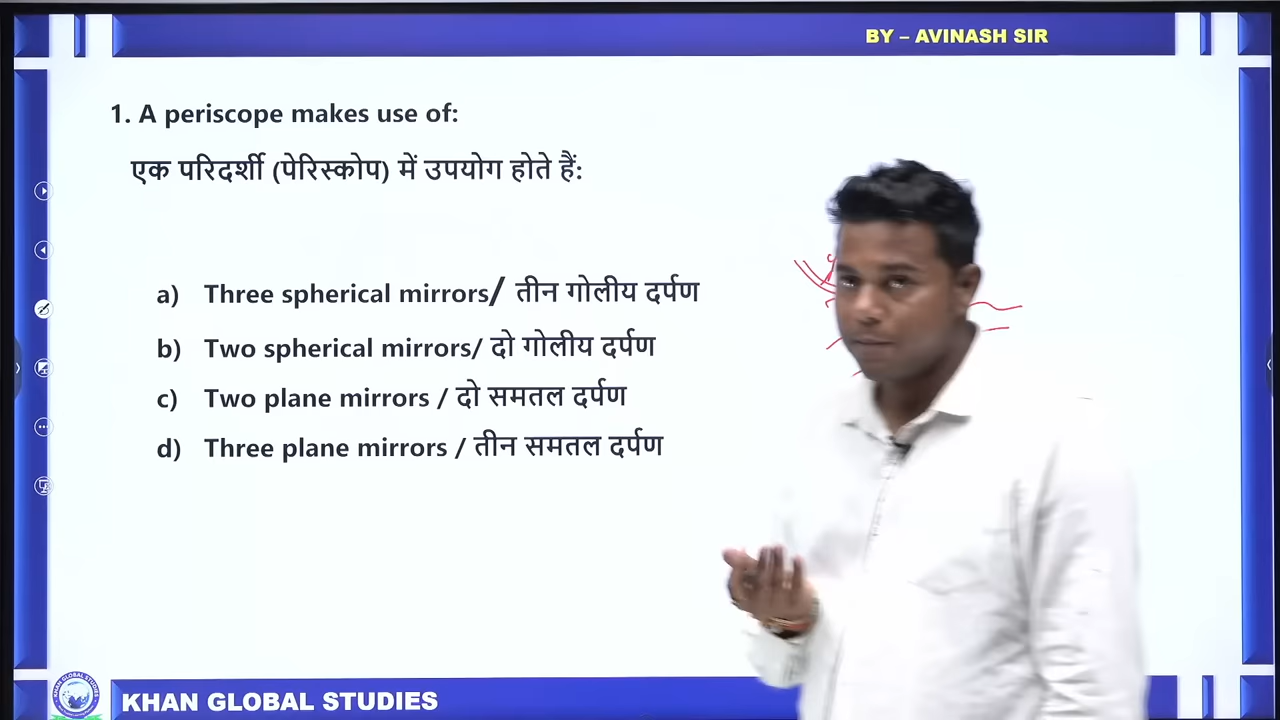 BY – AVINASH SIR
1. A periscope makes use of:
एक परिदर्शी (पेरिस्कोप) में उपयोग होते हैं:
a) Three spherical mirrors/ तीन गोलीय दर्पण
b) Two spherical mirrors/ दो गोलीय दर्पण
c) Two plane mirrors / दो समतल दर्पण
d) Three plane mirrors / तीन समतल दर्पण
KHAN GLOBAL STUDIES